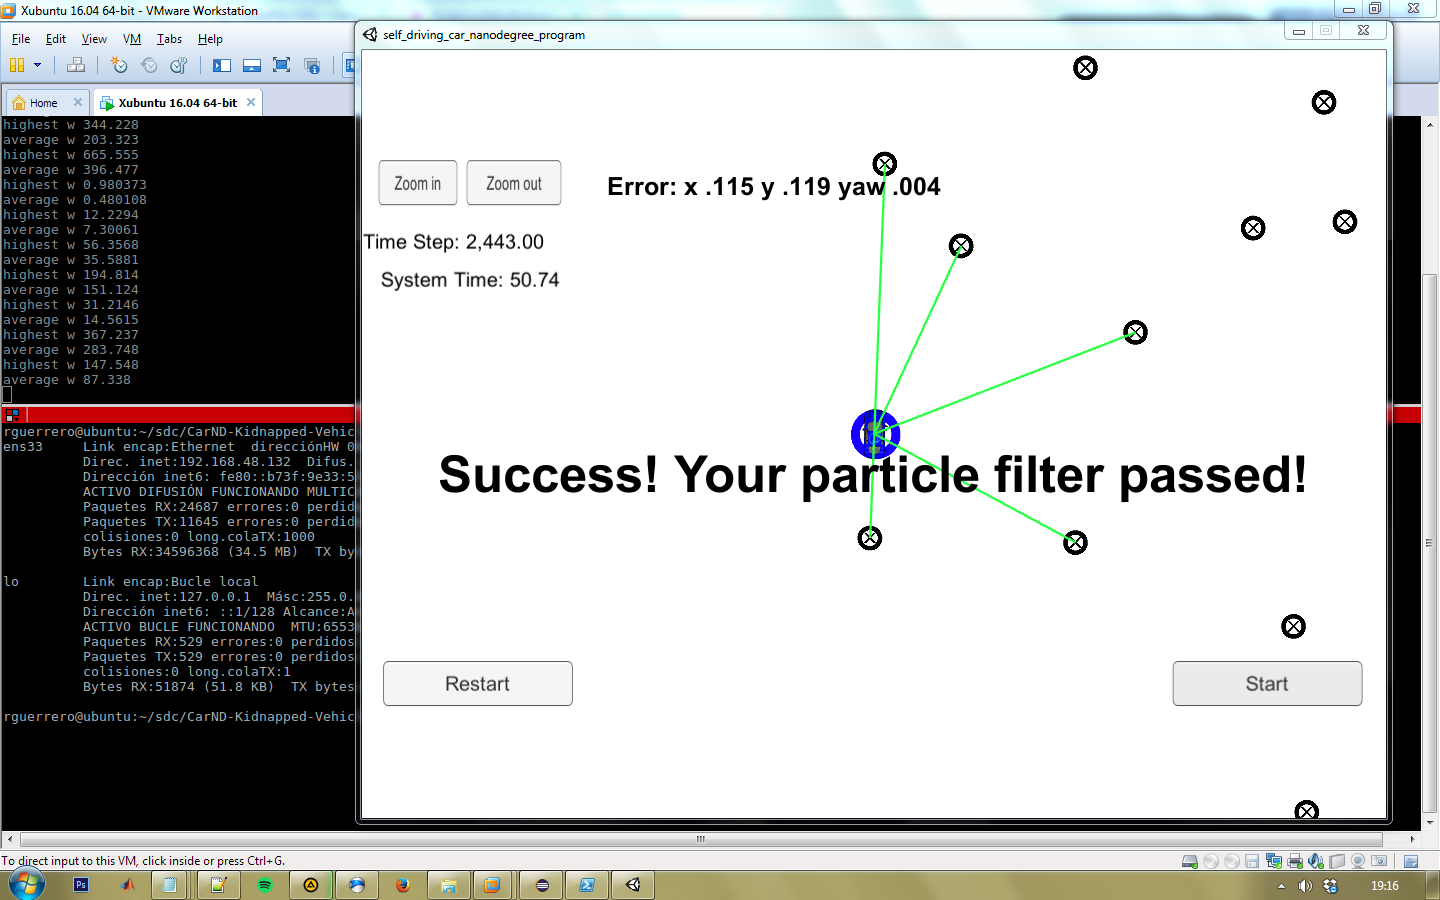 Xubuntu 16.04 64-bit - VMware Workstation
File Edit View VM Tabs Help
Home
Xubuntu 16.04 64-bit
highest w 344.228
average w 203.323
highest w 665.555
average w 396.477
highest w 0.980373
average w 0.480108
highest w 12.2294
average w 7.30061
highest w 56.3568
average w 35.5881
highest w 194.814
average w 151.124
highest w 31.2146
average w 14.5615
highest w 367.237
average w 283.748
highest w 147.548
average w 87.338
rguerrero@ubuntu:~/sdc/CarND-Kidnapped-Vehic
ens33 Link encap:Ethernet direcciónHW 0
Direc. inet:192.168.48.132 Difus.
Dirección inet6: fe80::b73f:9e33:5
ACTIVO DIFUSIÓN FUNCIONANDO MULTIC
Paquetes RX:24687 errores:0 perdid
Paquetes TX:11645 errores:0 perdid
colisiones:0 long.colaTX:1000
Bytes RX:34596368 (34.5 MB) TX by
lo Link encap:Bucle local
Direc. inet:127.0.0.1 Másc:255.0.
Dirección inet6: ::1/128 Alcance:A
ACTIVO BUCLE FUNCIONANDO MTU:6553
Paquetes RX:529 errores:0 perdidos
Paquetes TX:529 errores:0 perdidos
colisiones:0 long.colaTX:1
Bytes RX:51874 (51.8 KB) TX bytes
rguerrero@ubuntu:~/sdc/CarND-Kidnapped-Vehic
self_driving_car_nanodegree_program
Zoom in
Zoom out
Error: x .115 y .119 yaw .004
Time Step: 2,443.00
System Time: 50.74
Success! Your particle filter passed!
Restart
Start
To direct input to this VM, click inside or press Ctrl+G.
Ps
19:16